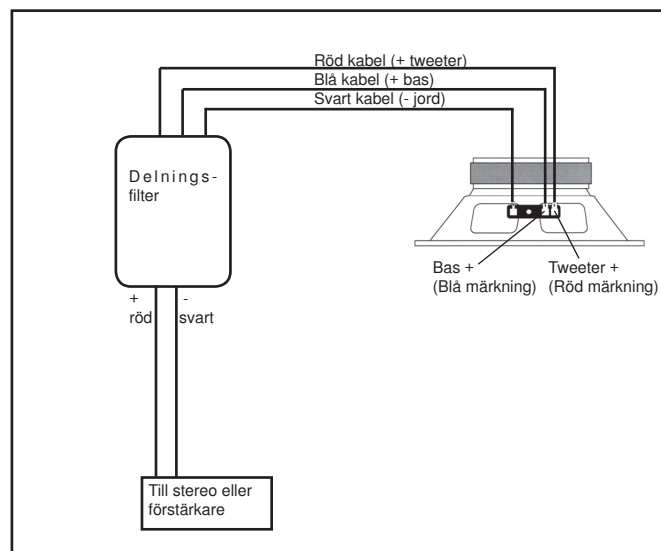 Röd kabel (+ tweeter)
Blå kabel (+ bas)
Svart kabel (- jord)
Delnings-
filter
Bas +
(Blå märkning)
Tweeter +
(Röd märkning)
+
röd
-
svart
Till stereo eller
förstärkare